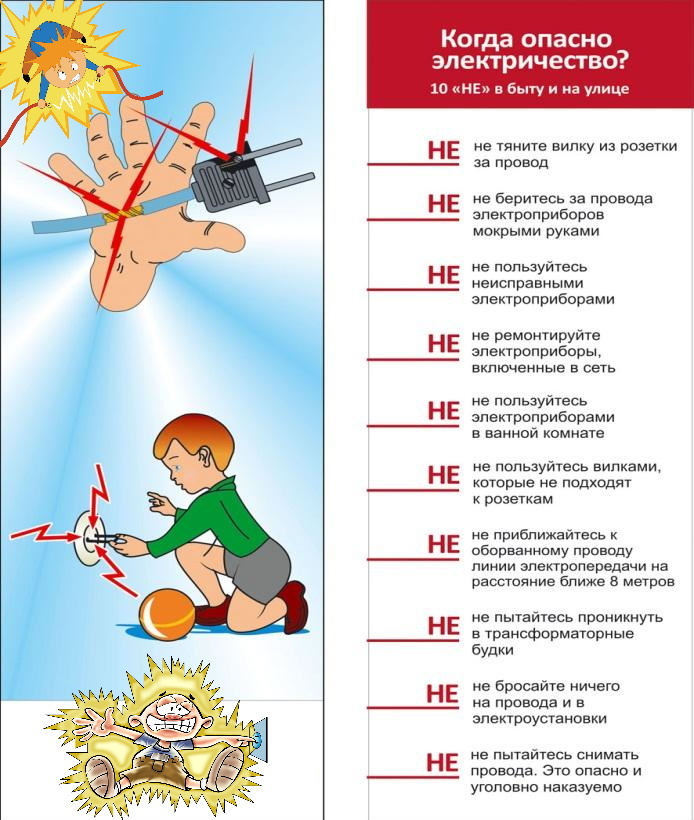 Когда опасно
электричество?
10 «НЕ» в быту и на улице
НЕ не тяните вилку из розетки
за провод
НЕ не беритесь за провода
электроприборов
мокрыми руками
НЕ не пользуйтесь
неисправными
электроприборами
НЕ не ремонтируйте
электроприборы,
включенные в сеть
НЕ не пользуйтесь
электроприборами
в ванной комнате
НЕ не пользуйтесь вилками,
которые не подходят
к розеткам
НЕ не приближайтесь к
оборванному проводу
линии электропередачи на
расстояние ближе 8 метров
НЕ не пытайтесь проникнуть
в трансформаторные
будки
НЕ не бросайте ничего
на провода и в
электроустановки
НЕ не пытайтесь снимать
провода. Это опасно и
уголовно наказуемо